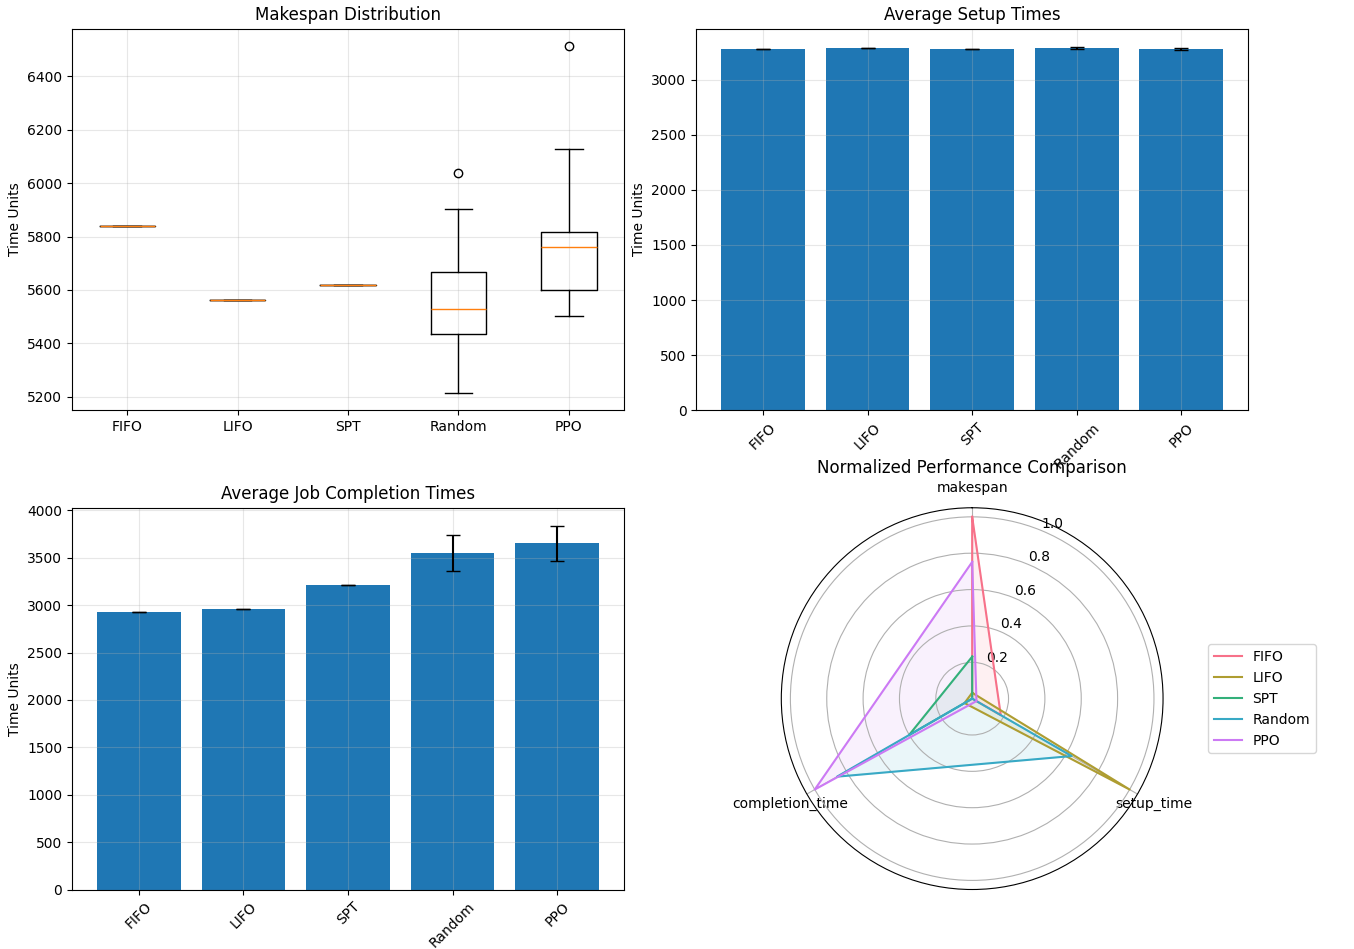 Makespan Distribution
Time Units
6400
6200
6000
5800
5600
5400
5200
FIFO LIFO SPT Random PPO
Average Setup Times
Time Units
3000
2500
2000
1500
1000
500
0
FIFO LIFO SPT Random PPO
Average Job Completion Times
Time Units
4000
3500
3000
2500
2000
1500
1000
500
0
FIFO LIFO SPT Random PPO
Normalized Performance Comparison
makespan
1.0
0.8
0.6
0.4
0.2
completion_time
setup_time
FIFO
LIFO
SPT
Random
PPO